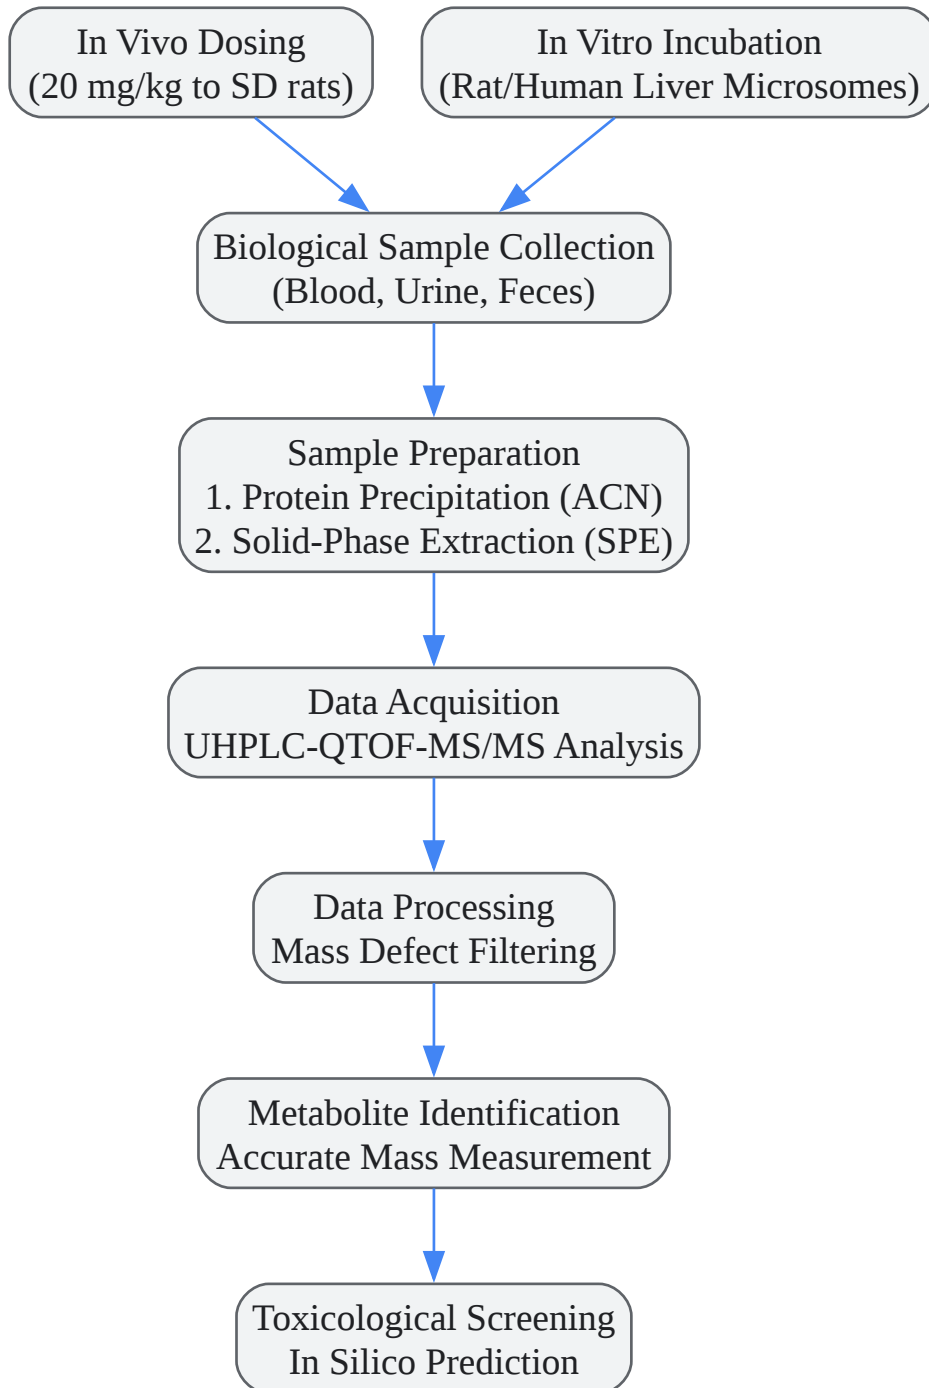 In Vivo Dosing
(20 mg/kg to SD rats)
In Vitro Incubation
(Rat/Human Liver Microsomes)
Biological Sample Collection
(Blood, Urine, Feces)
Sample Preparation
1. Protein Precipitation (ACN)
2. Solid-Phase Extraction (SPE)
Data Acquisition
UHPLC-QTOF-MS/MS Analysis
Data Processing
Mass Defect Filtering
Metabolite Identification
Accurate Mass Measurement
Toxicological Screening
In Silico Prediction